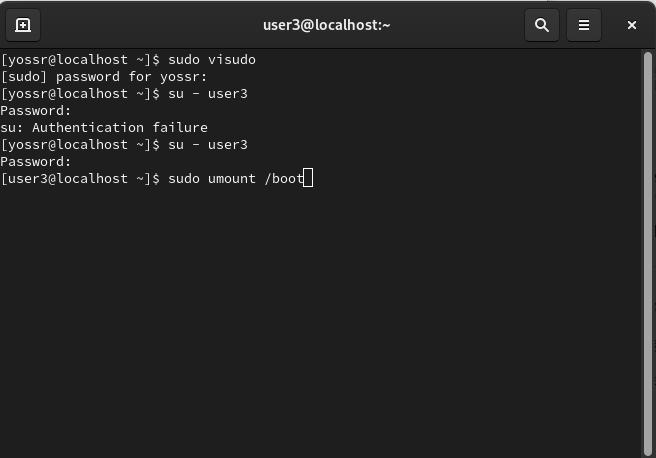 user3@localhost:~
[yossr@localhost ~]$ sudo visudo
[sudo] password for yossr:
[yossr@localhost ~]$ su - user3
Password:
su: Authentication failure
[yossr@localhost ~]$ su - user3
Password:
[user3@localhost ~]$ sudo umount /boot